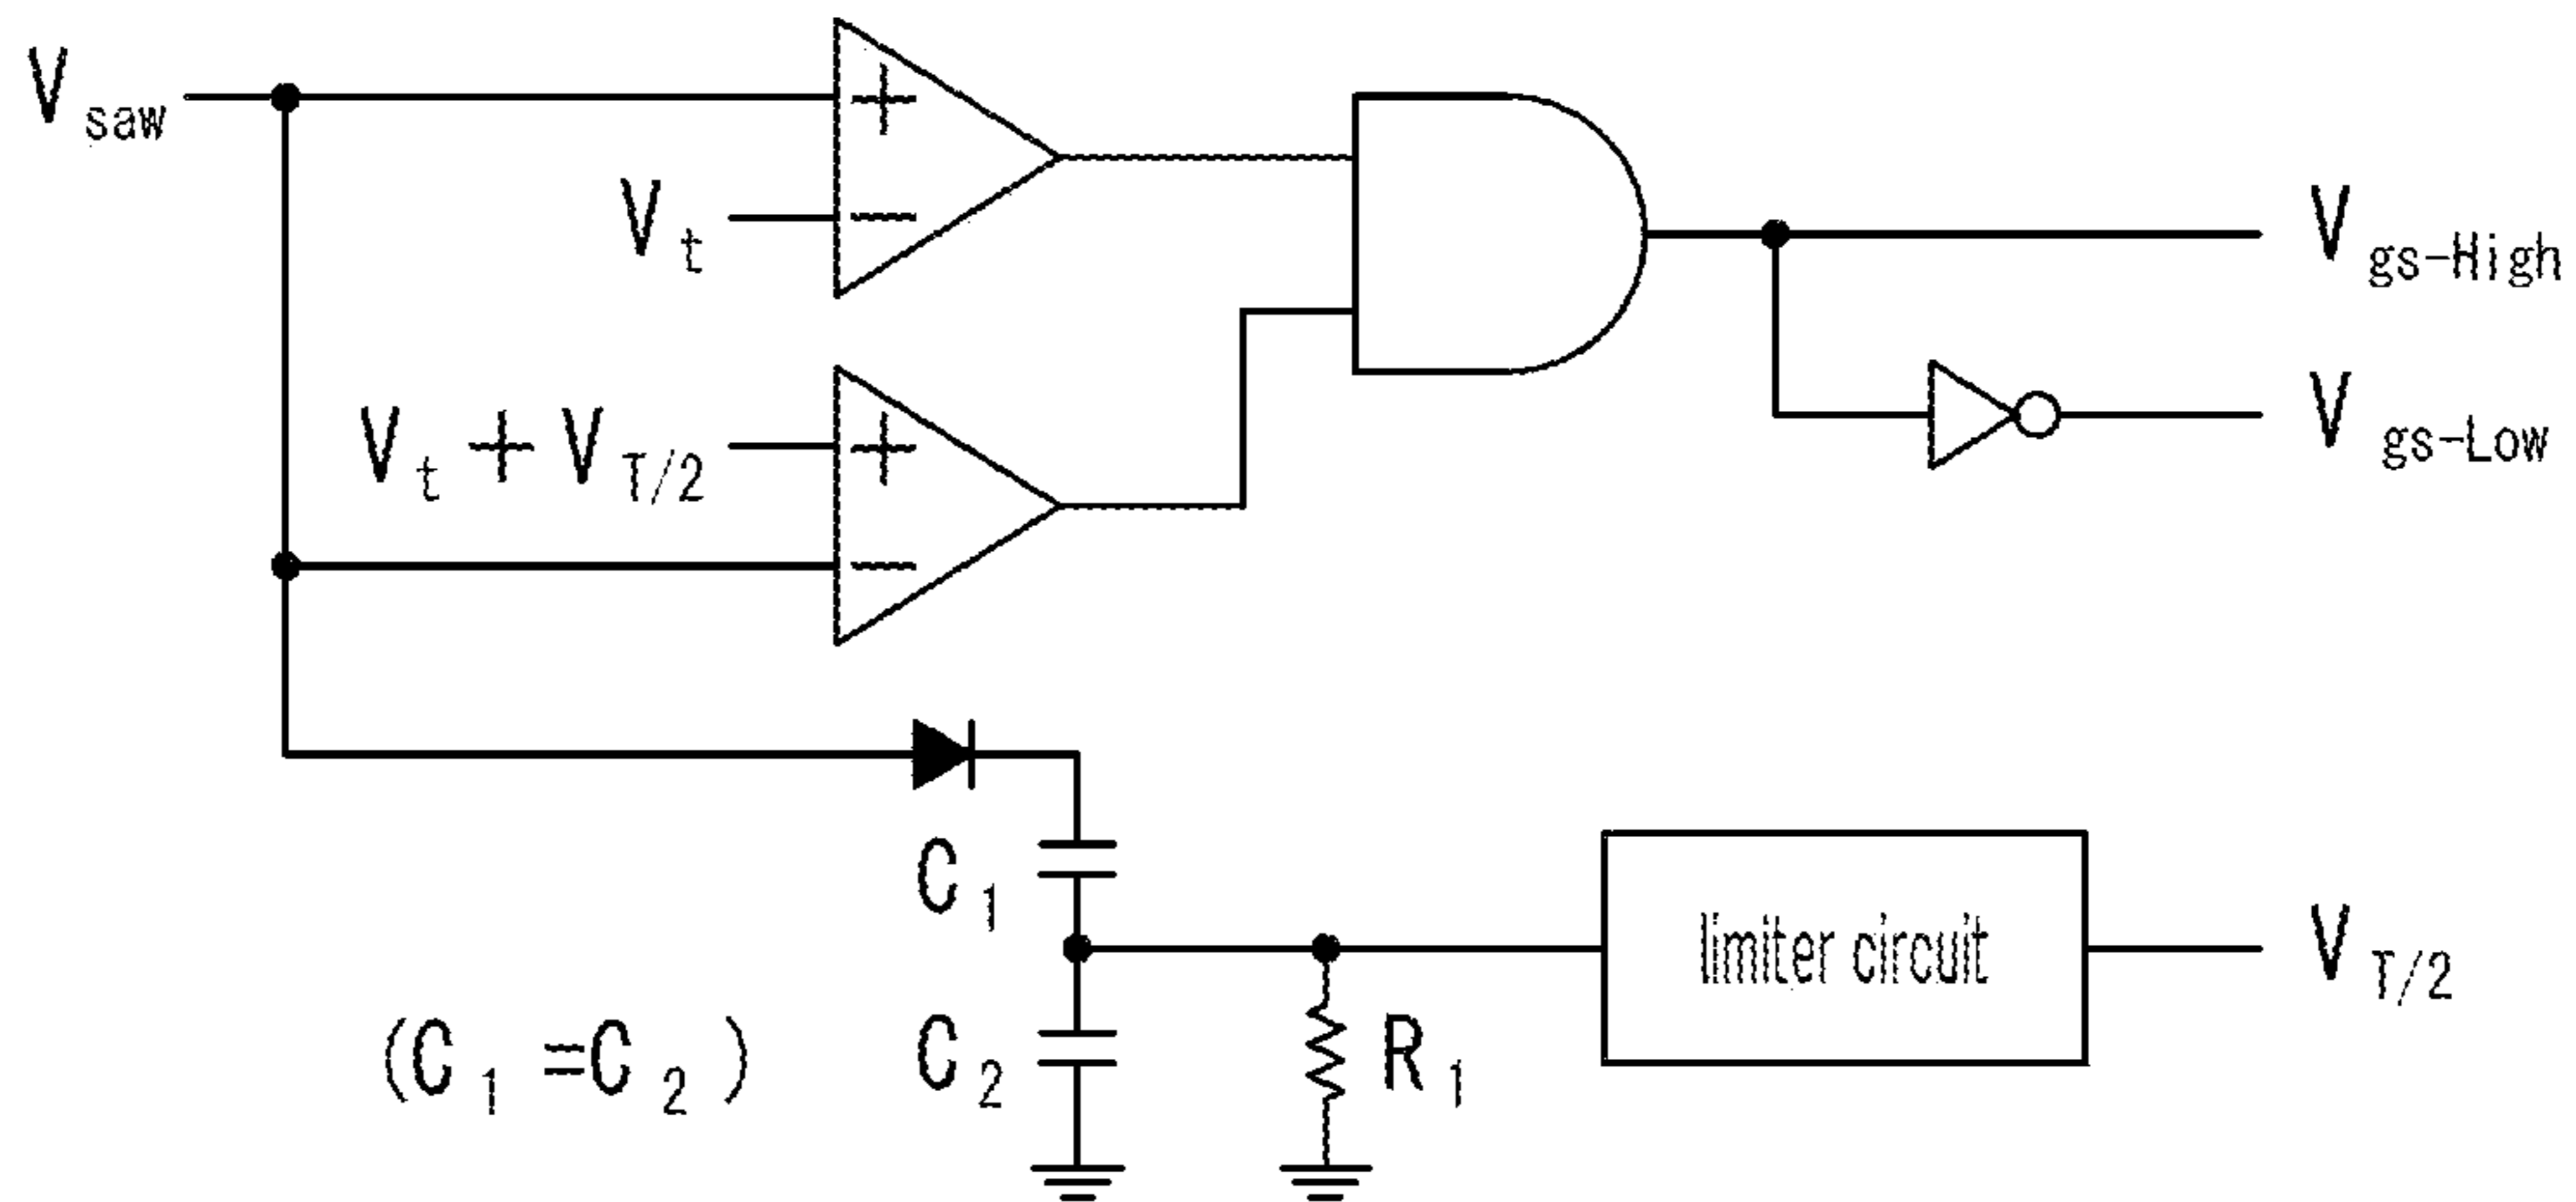 V saw
+
V t
−
V gs-High
V t + V T/2
+
−
V gs-Low
C 1
limiter circuit
V T/2
(C 1 =C 2 )
C 2
R 1